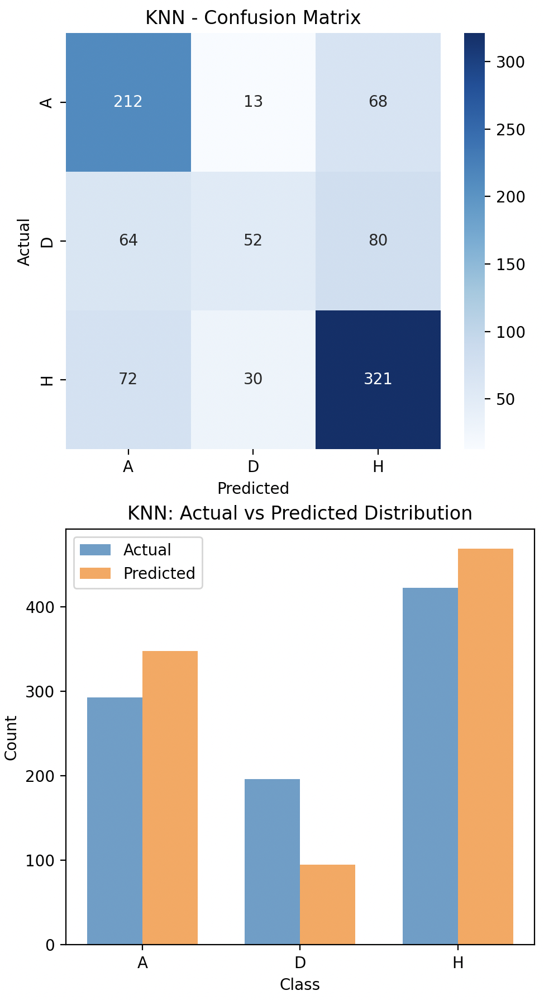 KNN - Confusion Matrix
212 13 68
64 52 80
72 30 321
A
D
H
Actual
A D H
Predicted
300
250
200
150
100
50
KNN: Actual vs Predicted Distribution
Actual
Predicted
400
300
200
100
0
Count
A D H
Class